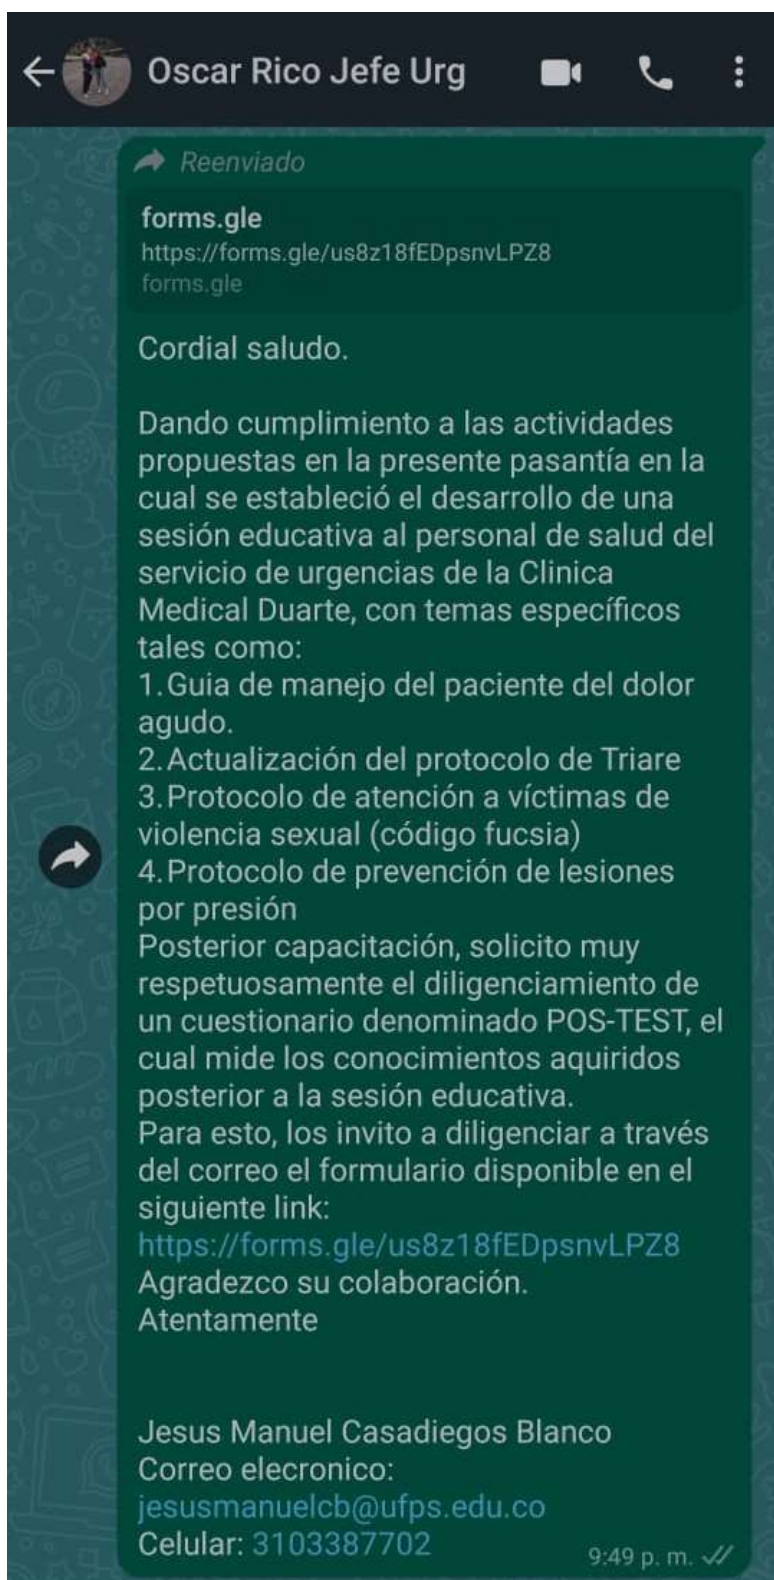 Oscar Rico Jefe Urg
Reenviado
forms.gle
https://forms.gle/us8z18fEDpsnvLPZ8
forms.gle
Cordial saludo.
Dando cumplimiento a las actividades
propuestas en la presente pasantía en la
cual se estableció el desarrollo de una
sesión educativa al personal de salud del
servicio de urgencias de la Clinica
Medical Duarte, con temas específicos
tales como:
1.Guia de manejo del paciente del dolor
agudo.
2.Actualización del protocolo de Triare
3.Protocolo de atención a víctimas de
violencia sexual (código fucsia)
4.Protocolo de prevención de lesiones
por presión
Posterior capacitación, solicito muy
respetuosamente el diligenciamiento de
un cuestionario denominado POS-TEST, el
cual mide los conocimientos aquiridos
posterior a la sesión educativa.
Para esto, los invito a diligenciar a través
del correo el formulario disponible en el
siguiente link:
https://forms.gle/us8z18fEDpsnvLPZ8
Agradezco su colaboración.
Atentamente
Jesus Manuel Casadiegos Blanco
Correo elecronico:
jesusmanuelcb@ufps.edu.co
Celular: 3103387702
9:49 p. m.